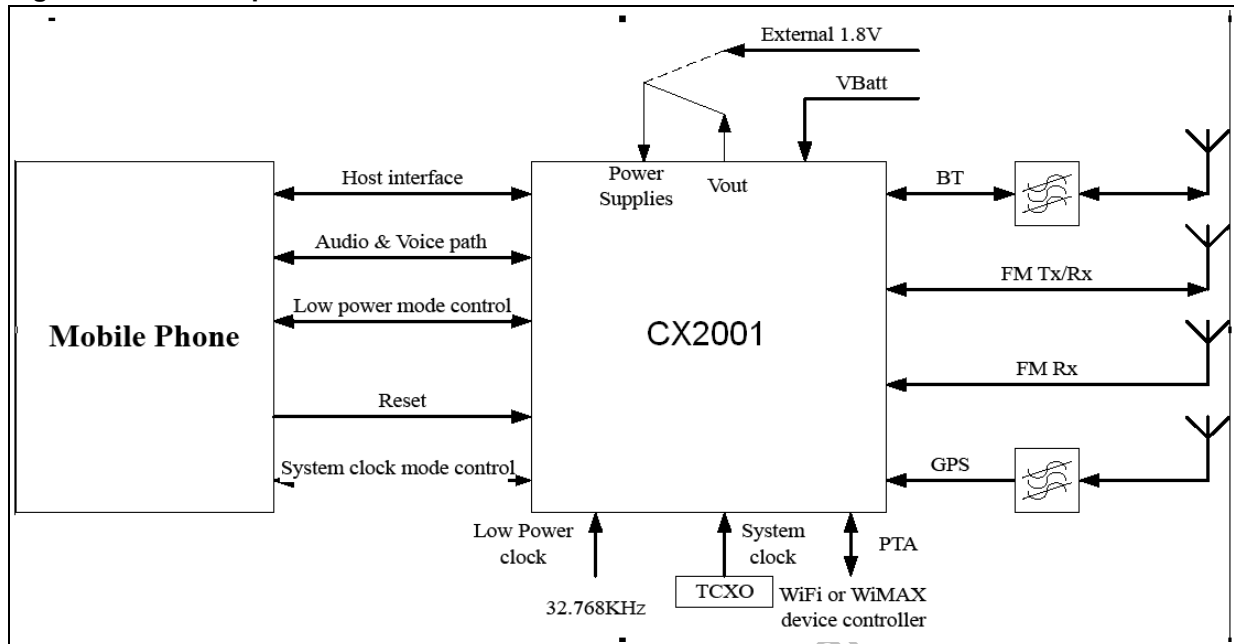 External 1.8V
VBatt
Power
Supplies
Vout
Mobile Phone
Host interface
Audio & Voice path
Low power mode control
Reset
System clock mode control
CX2001
BT
FM Tx/Rx
FM Rx
GPS
Low Power
clock
32.768KHz
System
clock
TCXO
PTA
WiFi or WiMAX
device controller